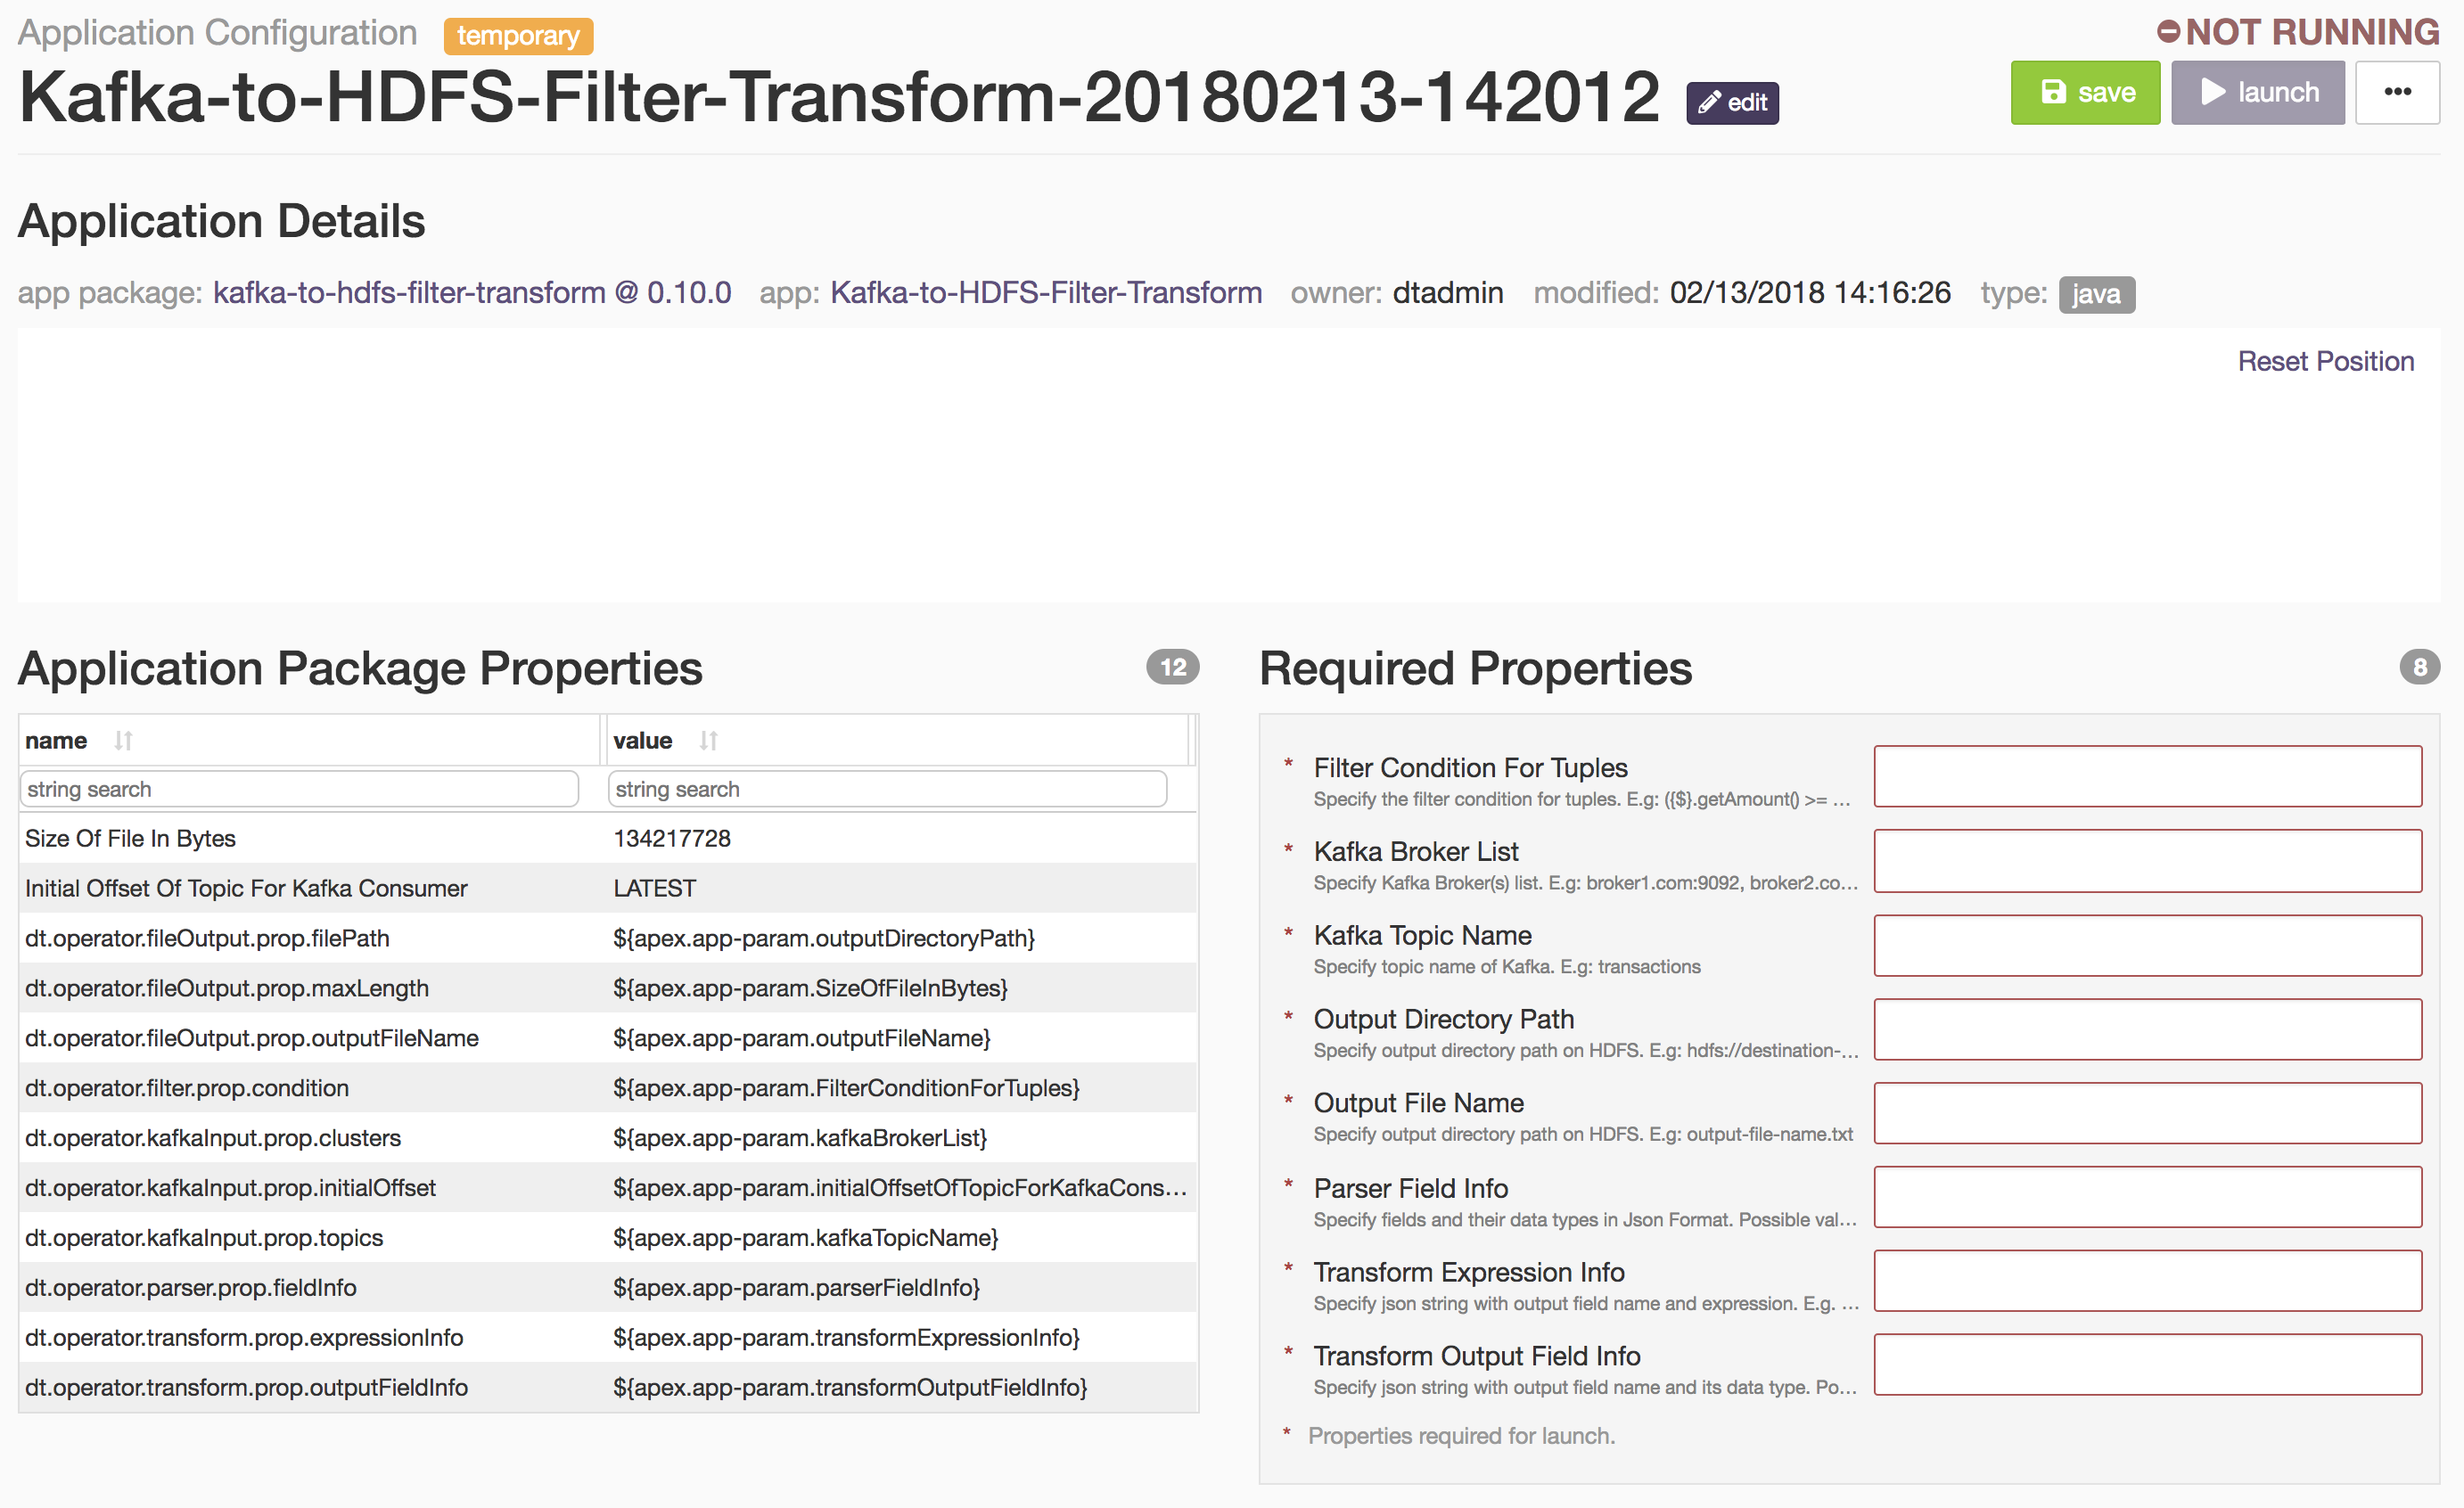 Application Configuration temporary
NOT RUNNING
Kafka-to-HDFS-Filter-Transform-20180213-142012 edit
save launch •••
Application Details
app package: kafka-to-hdfs-filter-transform @ 0.10.0 app: Kafka-to-HDFS-Filter-Transform owner: dtadmin modified: 02/13/2018 14:16:26 type: java
Reset Position
Application Package Properties 12
name value
string search string search
Size Of File In Bytes 134217728
Initial Offset Of Topic For Kafka Consumer LATEST
dt.operator.fileOutput.prop.filePath ${apex.app-param.outputDirectoryPath}
dt.operator.fileOutput.prop.maxLength ${apex.app-param.SizeOfFileInBytes}
dt.operator.fileOutput.prop.outputFileName ${apex.app-param.outputFileName}
dt.operator.filter.prop.condition ${apex.app-param.FilterConditionForTuples}
dt.operator.kafkaInput.prop.clusters ${apex.app-param.kafkaBrokerList}
dt.operator.kafkaInput.prop.initialOffset ${apex.app-param.initialOffsetOfTopicForKafkaCons...
dt.operator.kafkaInput.prop.topics ${apex.app-param.kafkaTopicName}
dt.operator.parser.prop.fieldInfo ${apex.app-param.parserFieldInfo}
dt.operator.transform.prop.expressionInfo ${apex.app-param.transformExpressionInfo}
dt.operator.transform.prop.outputFieldInfo ${apex.app-param.transformOutputFieldInfo}
Required Properties 8
* Filter Condition For Tuples
Specify the filter condition for tuples. E.g: ({$}.getAmount() >= ...
* Kafka Broker List
Specify Kafka Broker(s) list. E.g: broker1.com:9092, broker2.co...
* Kafka Topic Name
Specify topic name of Kafka. E.g: transactions
* Output Directory Path
Specify output directory path on HDFS. E.g: hdfs://destination-...
* Output File Name
Specify output directory path on HDFS. E.g: output-file-name.txt
* Parser Field Info
Specify fields and their data types in Json Format. Possible val...
* Transform Expression Info
Specify json string with output field name and expression. E.g. ...
* Transform Output Field Info
Specify json string with output field name and its data type. Po...
* Properties required for launch.